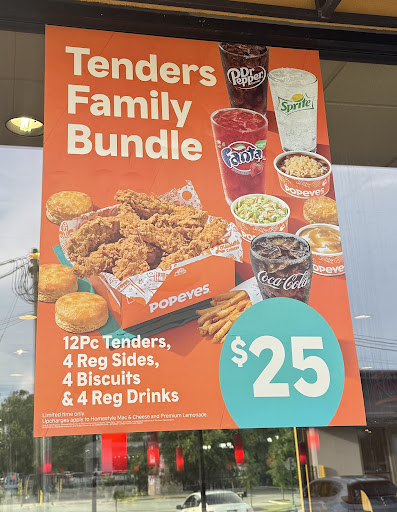 Tenders
Family
Bundle
Dr Pepper
Sprite
Fanta
POPEYES
POPEYES
POPEYES
Coca-Cola
12Pc Tenders,
4 Reg Sides,
4 Biscuits
& 4 Reg Drinks
$25
Limited time only.
Upcharges apply to Homestyle Mac & Cheese and Premium Lemonade.